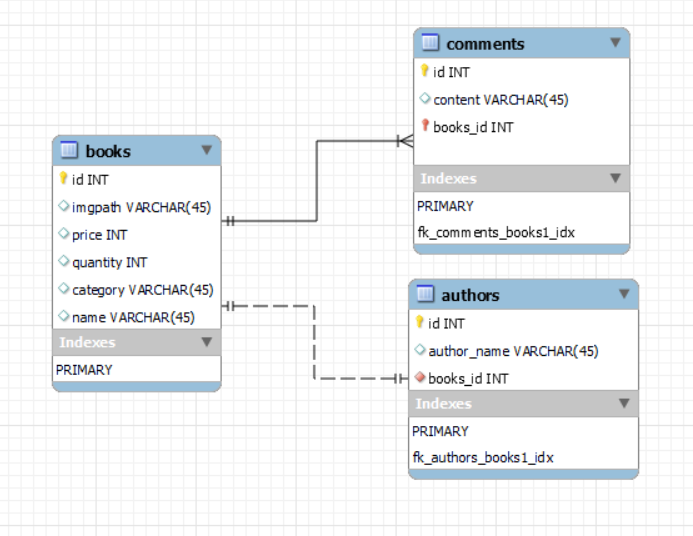 books
id INT
imgpath VARCHAR(45)
price INT
quantity INT
category VARCHAR(45)
name VARCHAR(45)
Indexes
PRIMARY
comments
id INT
content VARCHAR(45)
books_id INT
Indexes
PRIMARY
fk_comments_books1_idx
authors
id INT
author_name VARCHAR(45)
books_id INT
Indexes
PRIMARY
fk_authors_books1_idx